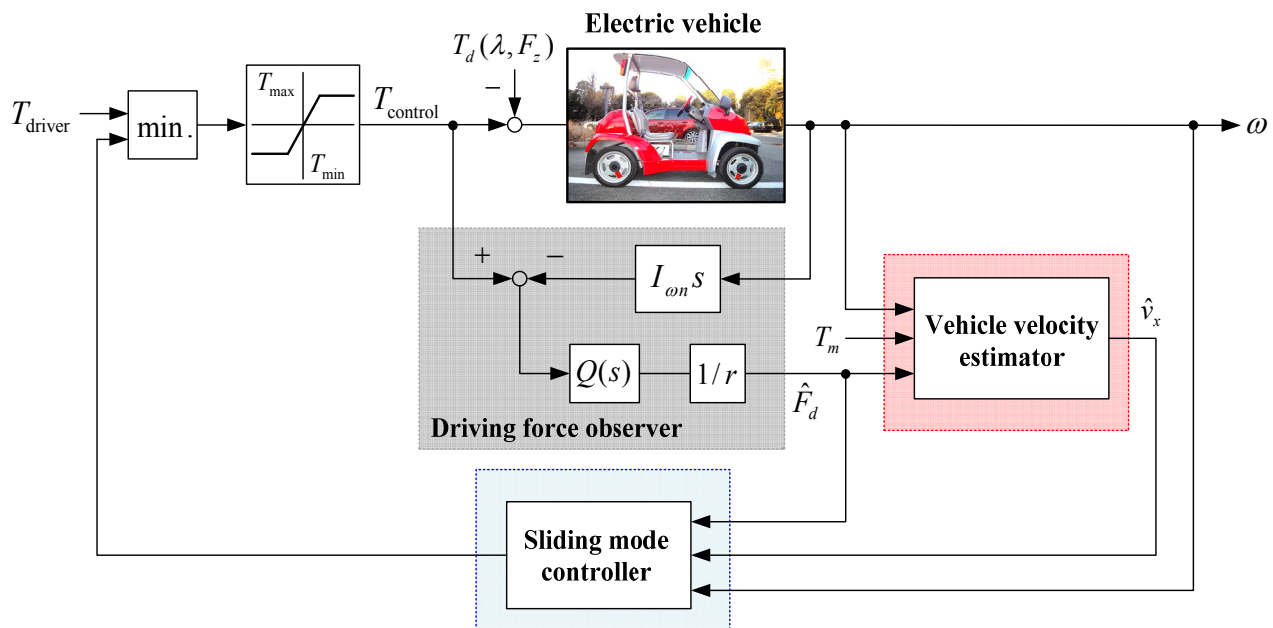 Electric vehicle
T_d(λ, F_z)
−
T_driver
min.
T_max
T_min
T_control
ω
+
−
I_ωn s
Q(s)
1/r
F̂_d
Driving force observer
T_m
Vehicle velocity
estimator
v̂_x
Sliding mode
controller